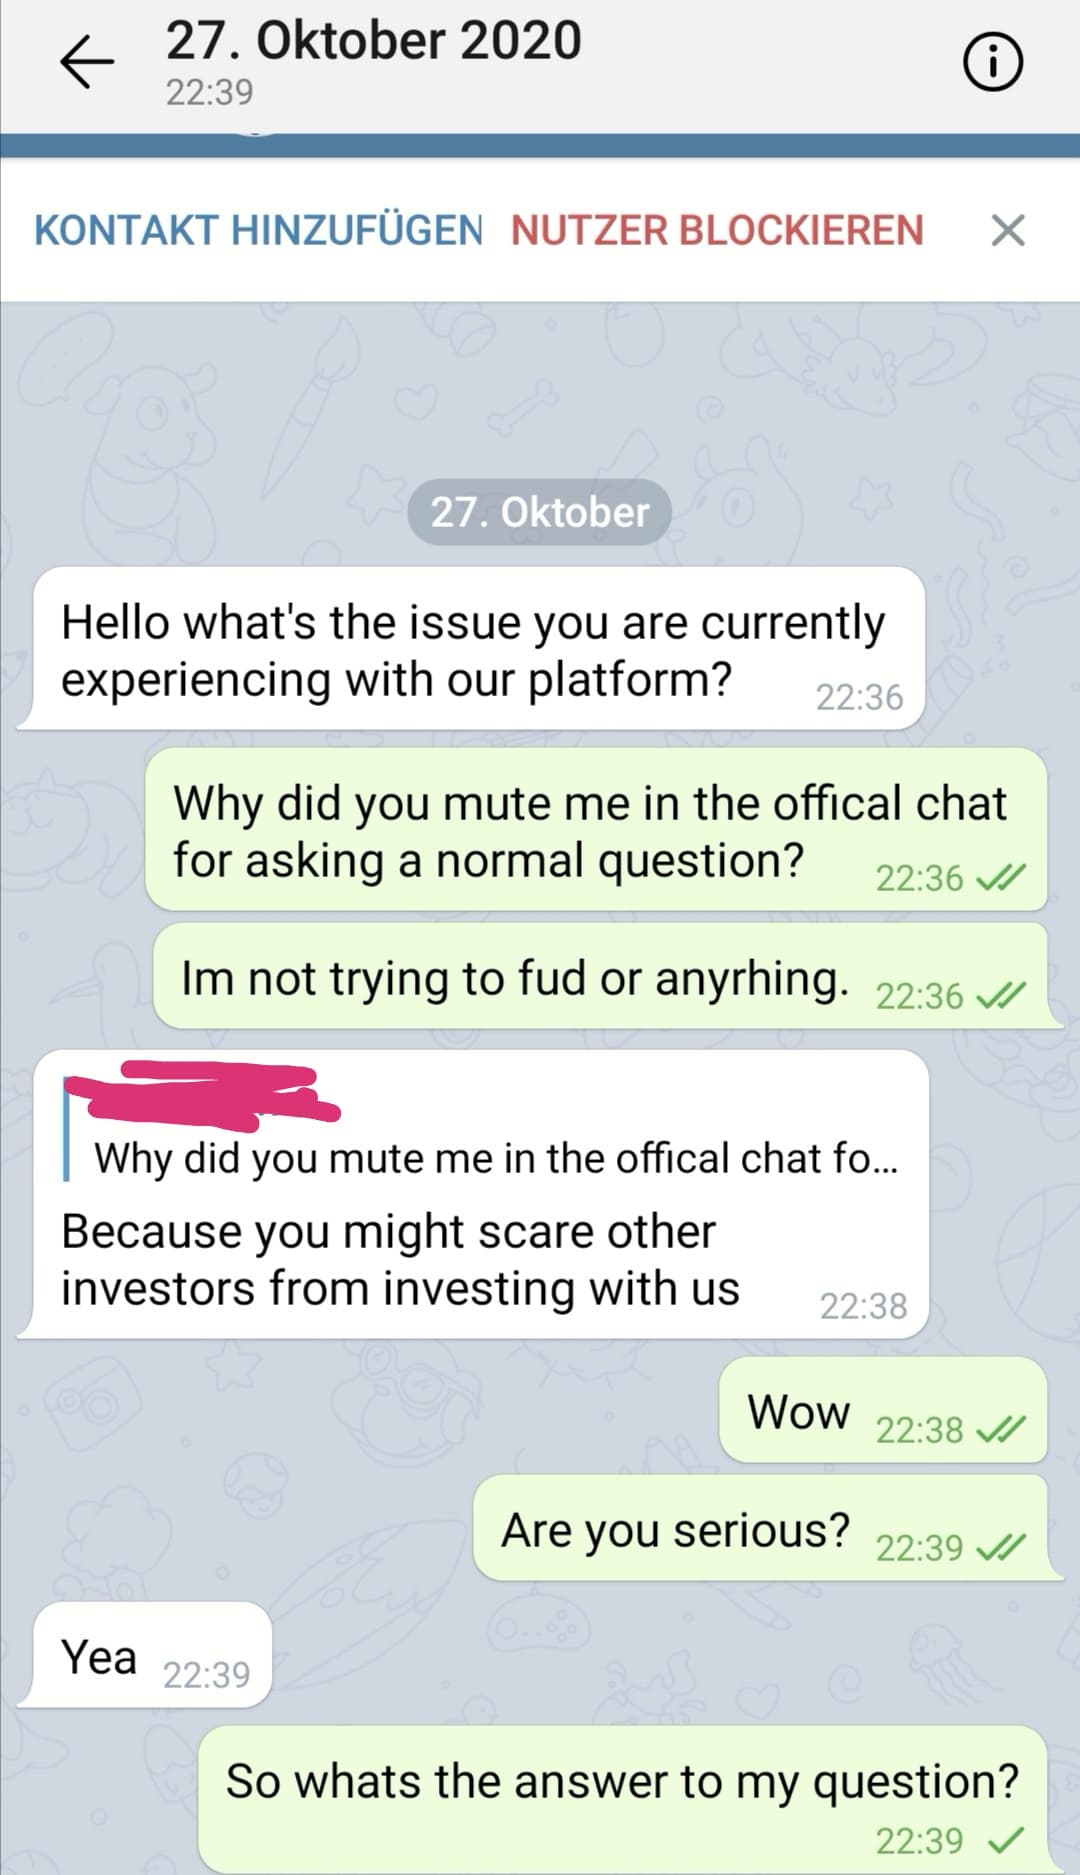 27. Oktober 2020
22:39
KONTAKT HINZUFÜGEN NUTZER BLOCKIEREN
27. Oktober
Hello what's the issue you are currently
experiencing with our platform? 22:36
Why did you mute me in the offical chat
for asking a normal question? 22:36
Im not trying to fud or anyrhing. 22:36
Why did you mute me in the offical chat fo...
Because you might scare other
investors from investing with us 22:38
Wow 22:38
Are you serious? 22:39
Yea 22:39
So whats the answer to my question?
22:39